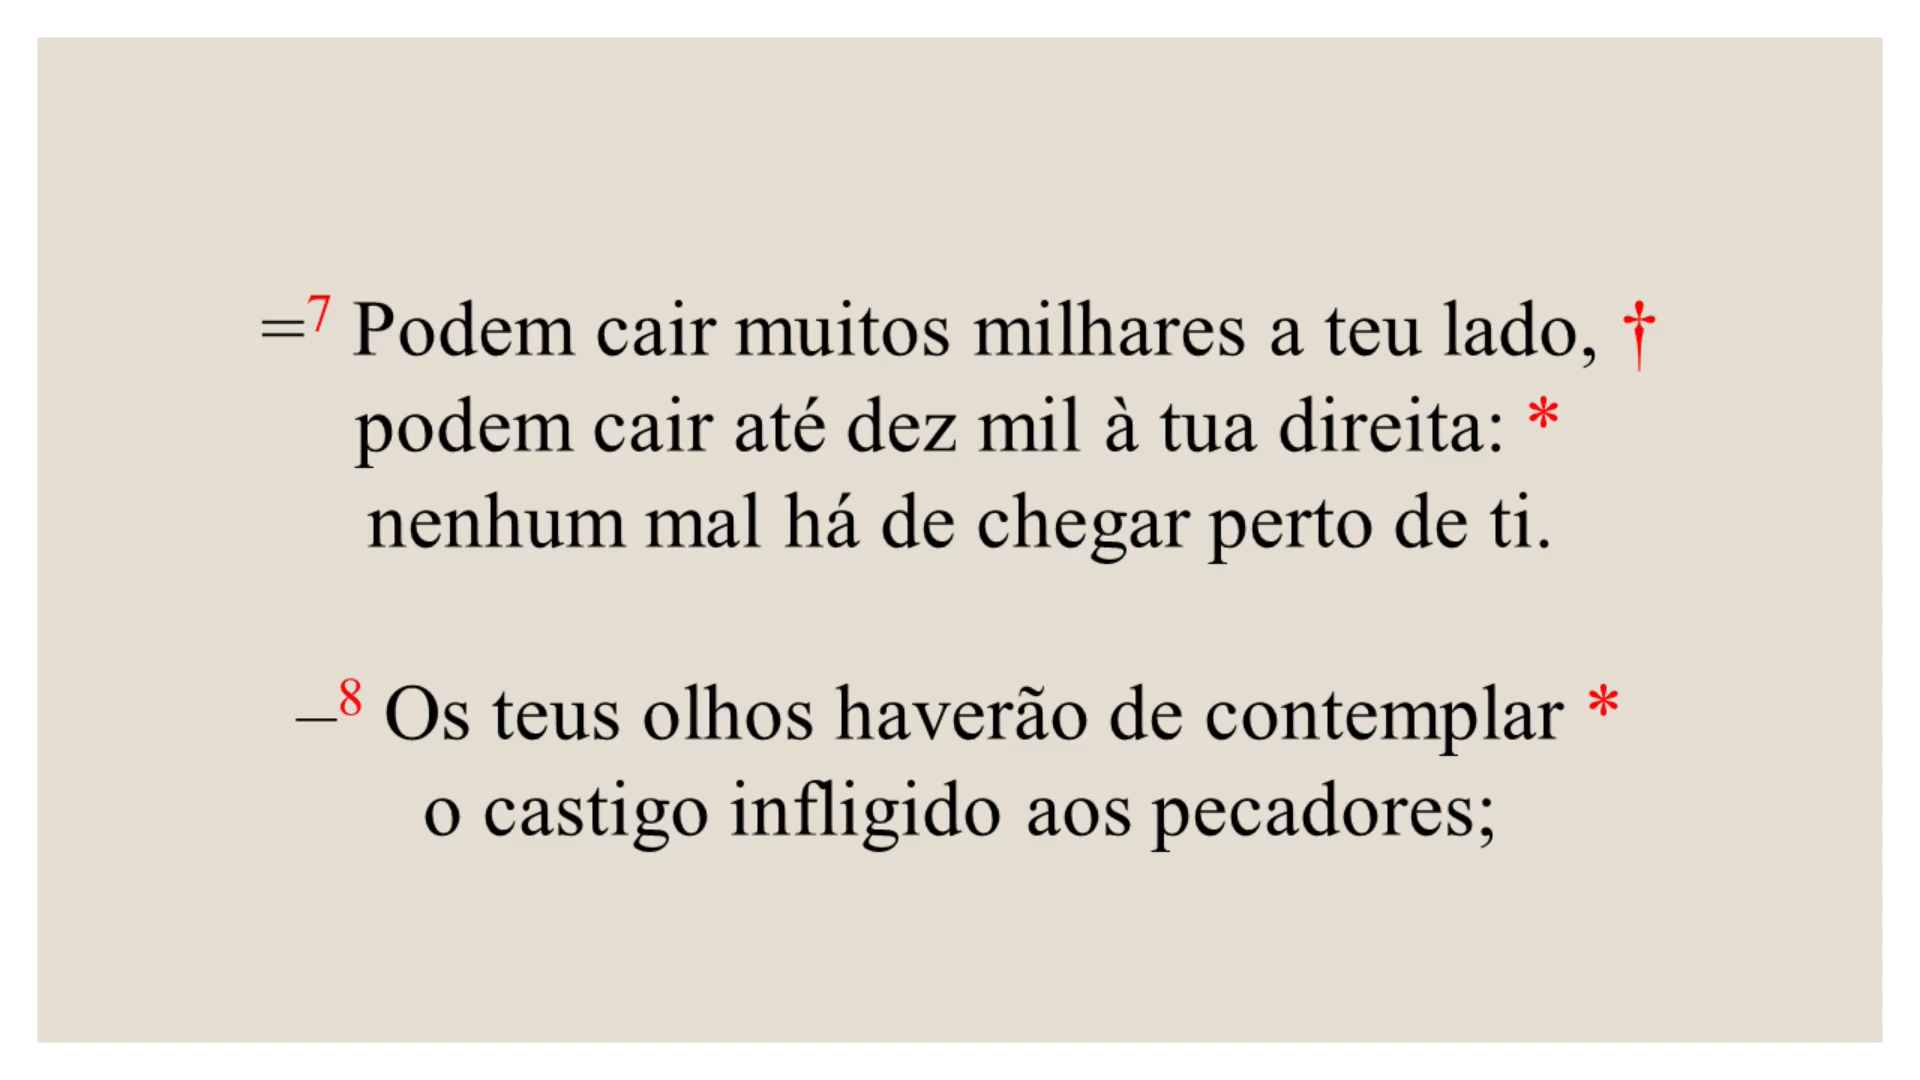 =7 Podem cair muitos milhares a teu lado, †
podem cair até dez mil à tua direita: *
nenhum mal há de chegar perto de ti.
–8 Os teus olhos haverão de contemplar *
o castigo infligido aos pecadores;